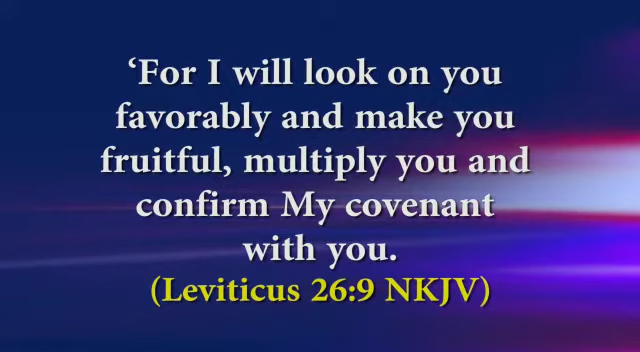 ‘For I will look on you
favorably and make you
fruitful, multiply you and
confirm My covenant
with you.
(Leviticus 26:9 NKJV)